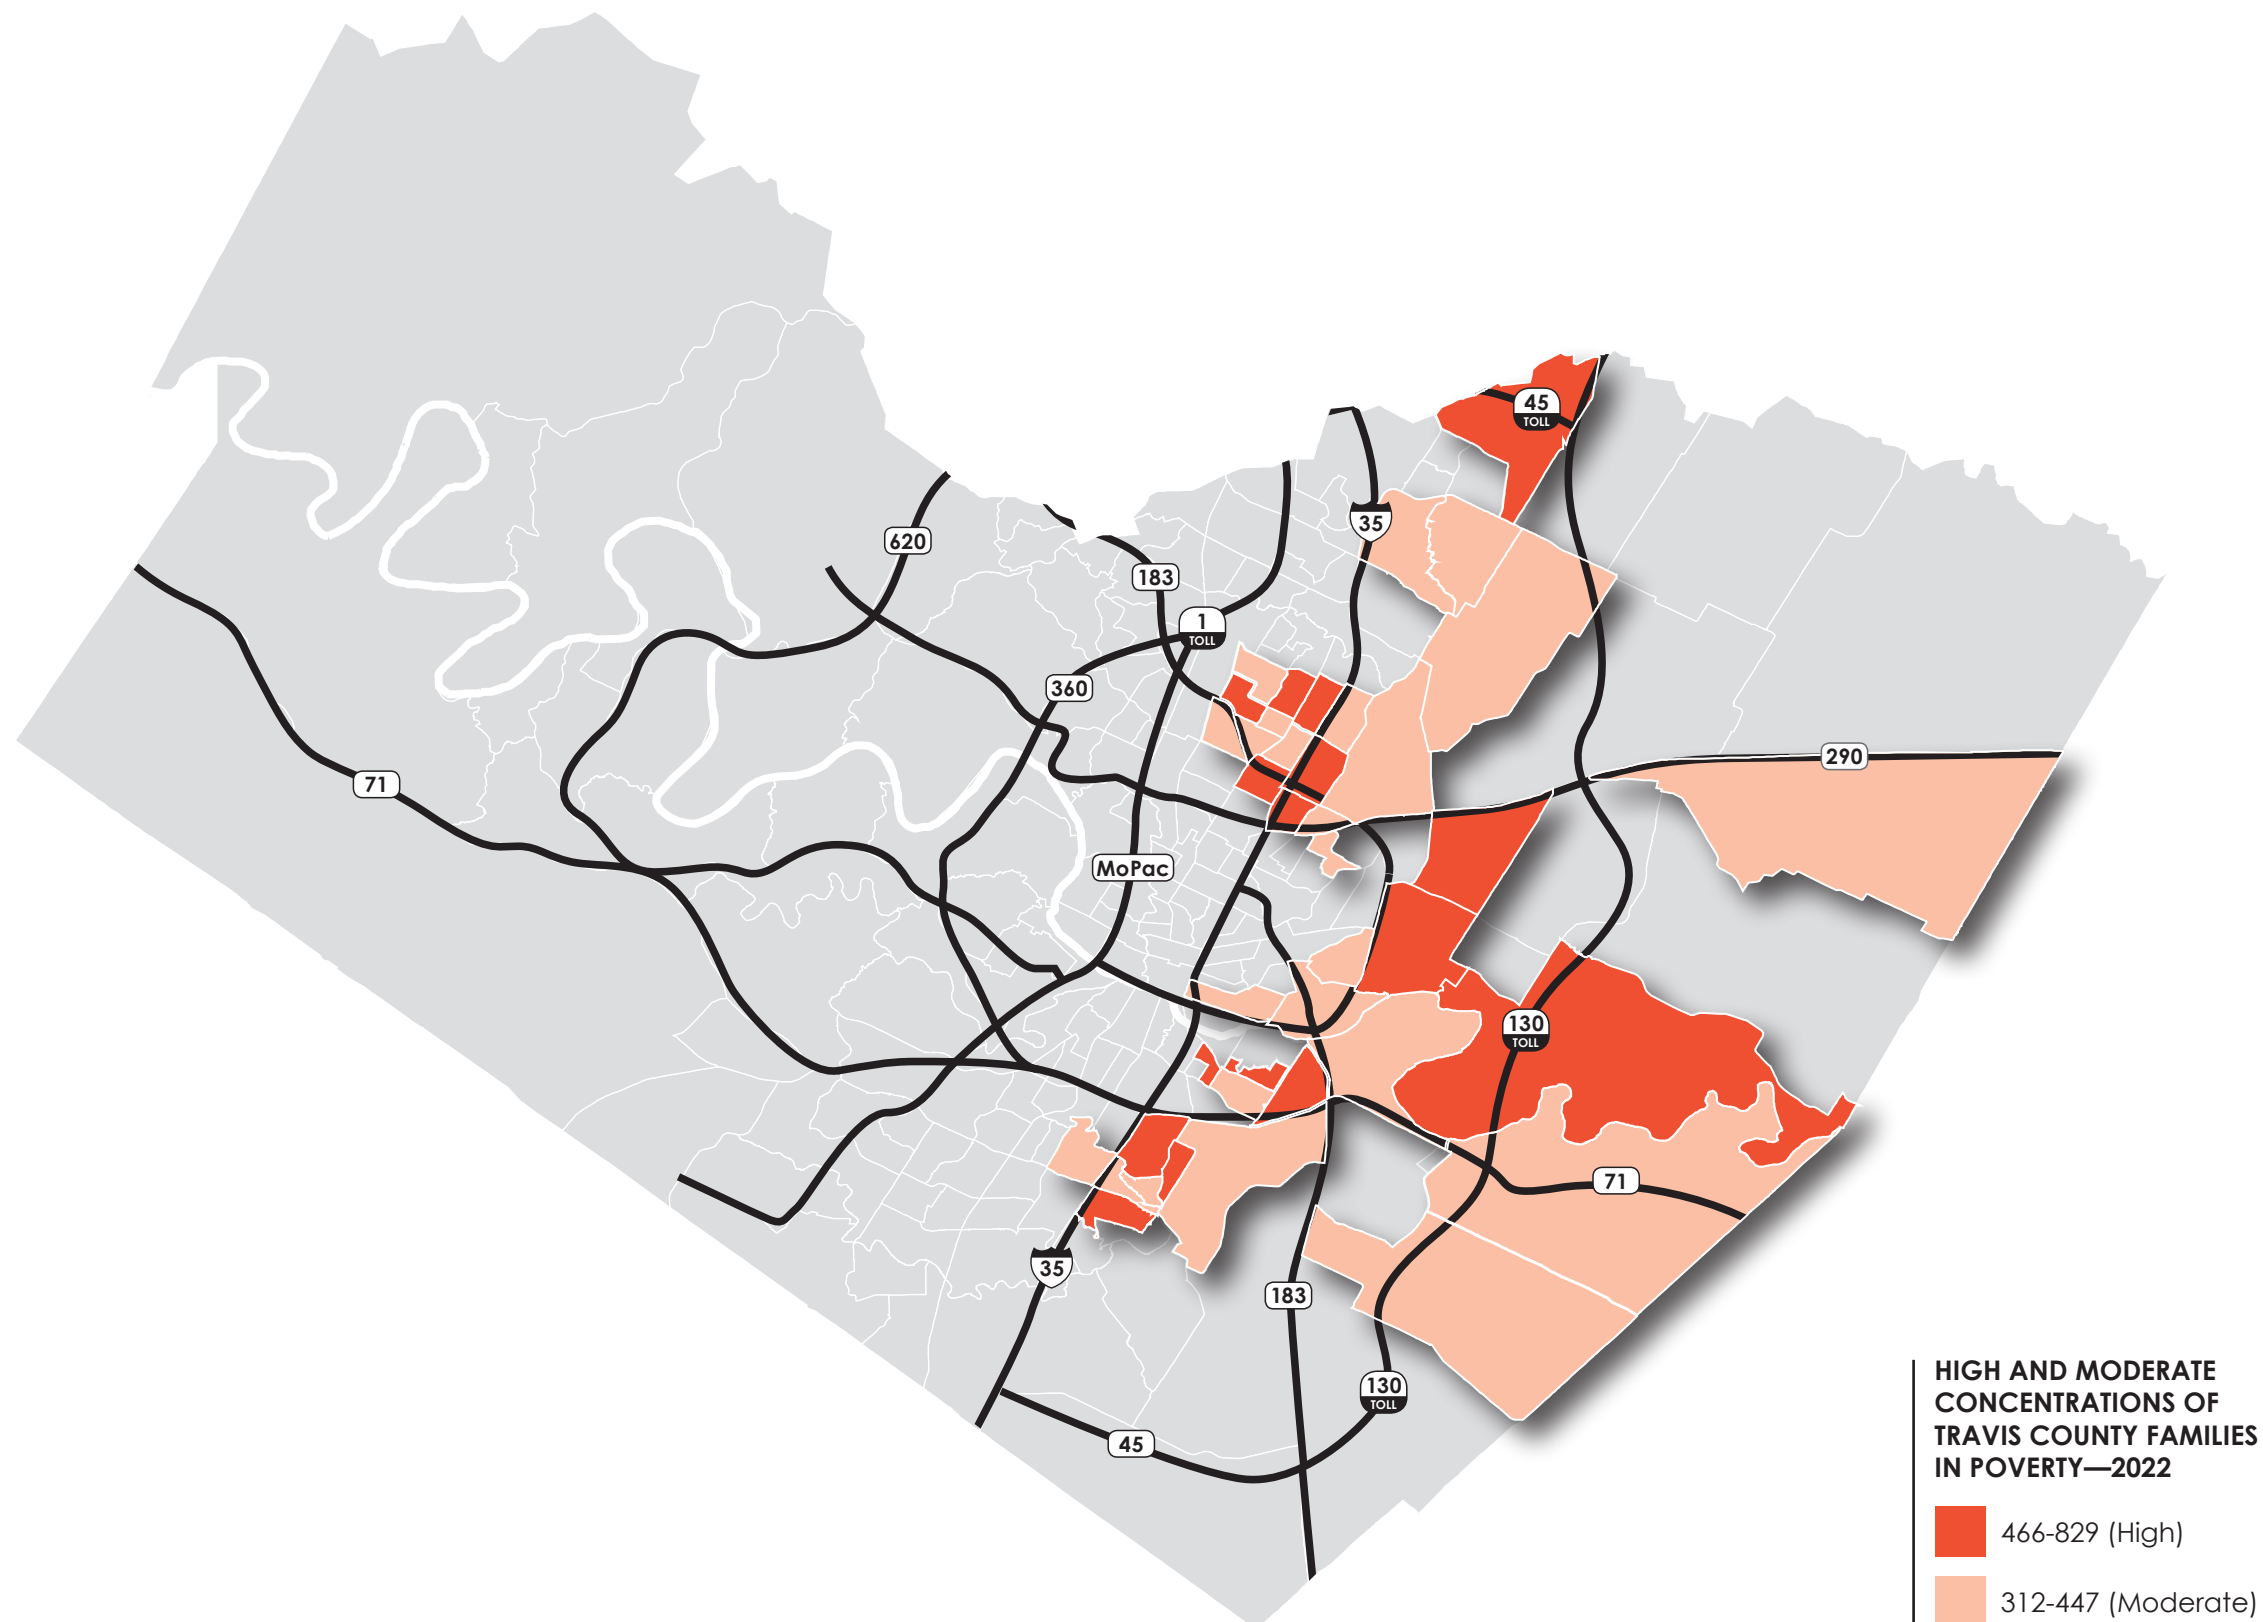 45
TOLL
35
620
183
1
TOLL
360
290
71
MoPac
130
TOLL
71
35
183
130
TOLL
45
HIGH AND MODERATE
CONCENTRATIONS OF
TRAVIS COUNTY FAMILIES
IN POVERTY—2022
466-829 (High)
312-447 (Moderate)